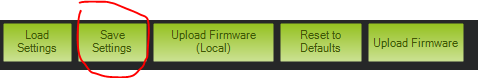 Load
Settings
Save
Settings
Upload Firmware
(Local)
Reset to
Defaults
Upload Firmware